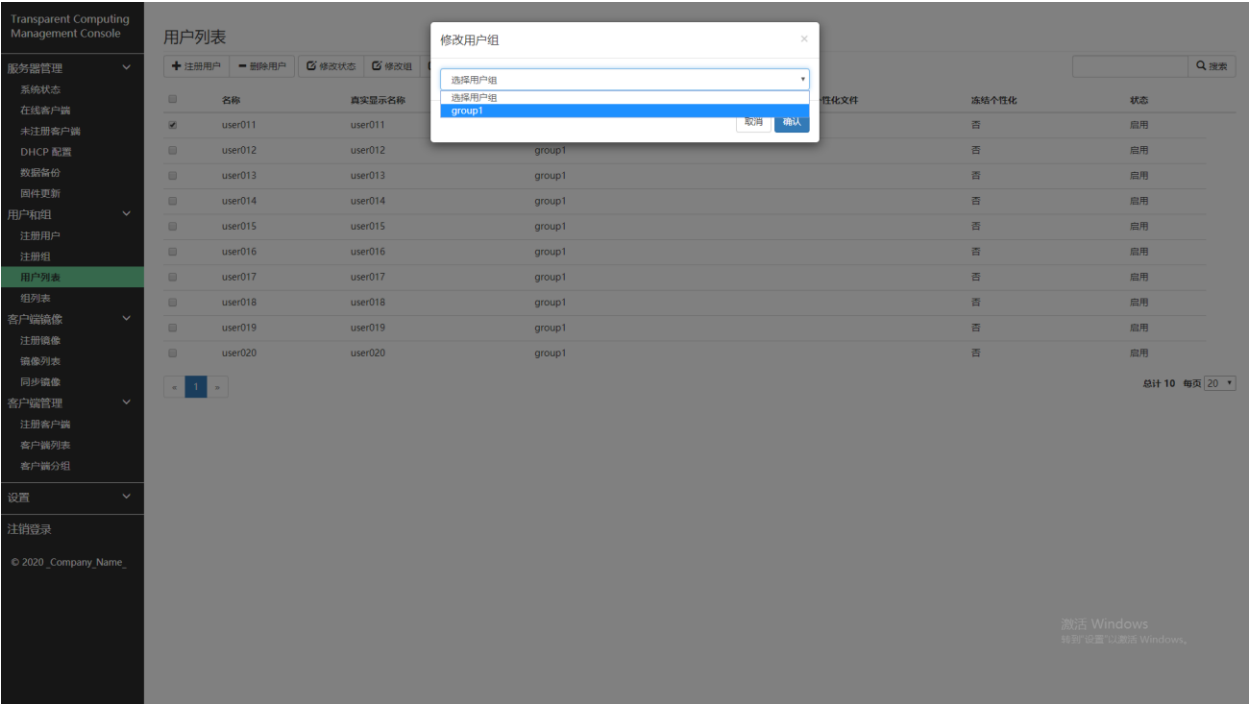 Transparent Computing
Management Console
服务器管理
系统状态
在线客户端
未注册客户端
DHCP 配置
数据备份
固件更新
用户和组
注册用户
注册组
用户列表
组列表
客户端镜像
注册镜像
镜像列表
同步镜像
客户端管理
注册客户端
客户端列表
客户端分组
设置
注销登录
© 2020 _Company_Name_
用户列表
注册用户 删除用户 修改状态 修改组 搜索
修改用户组 ×
选择用户组
选择用户组
group1
取消 确认
名称 真实显示名称 性化文件 冻结个性化 状态
user011 user011 否 启用
user012 user012 group1 否 启用
user013 user013 group1 否 启用
user014 user014 group1 否 启用
user015 user015 group1 否 启用
user016 user016 group1 否 启用
user017 user017 group1 否 启用
user018 user018 group1 否 启用
user019 user019 group1 否 启用
user020 user020 group1 否 启用
« 1 » 总计 10 每页 20
激活 Windows
转到"设置"以激活 Windows。